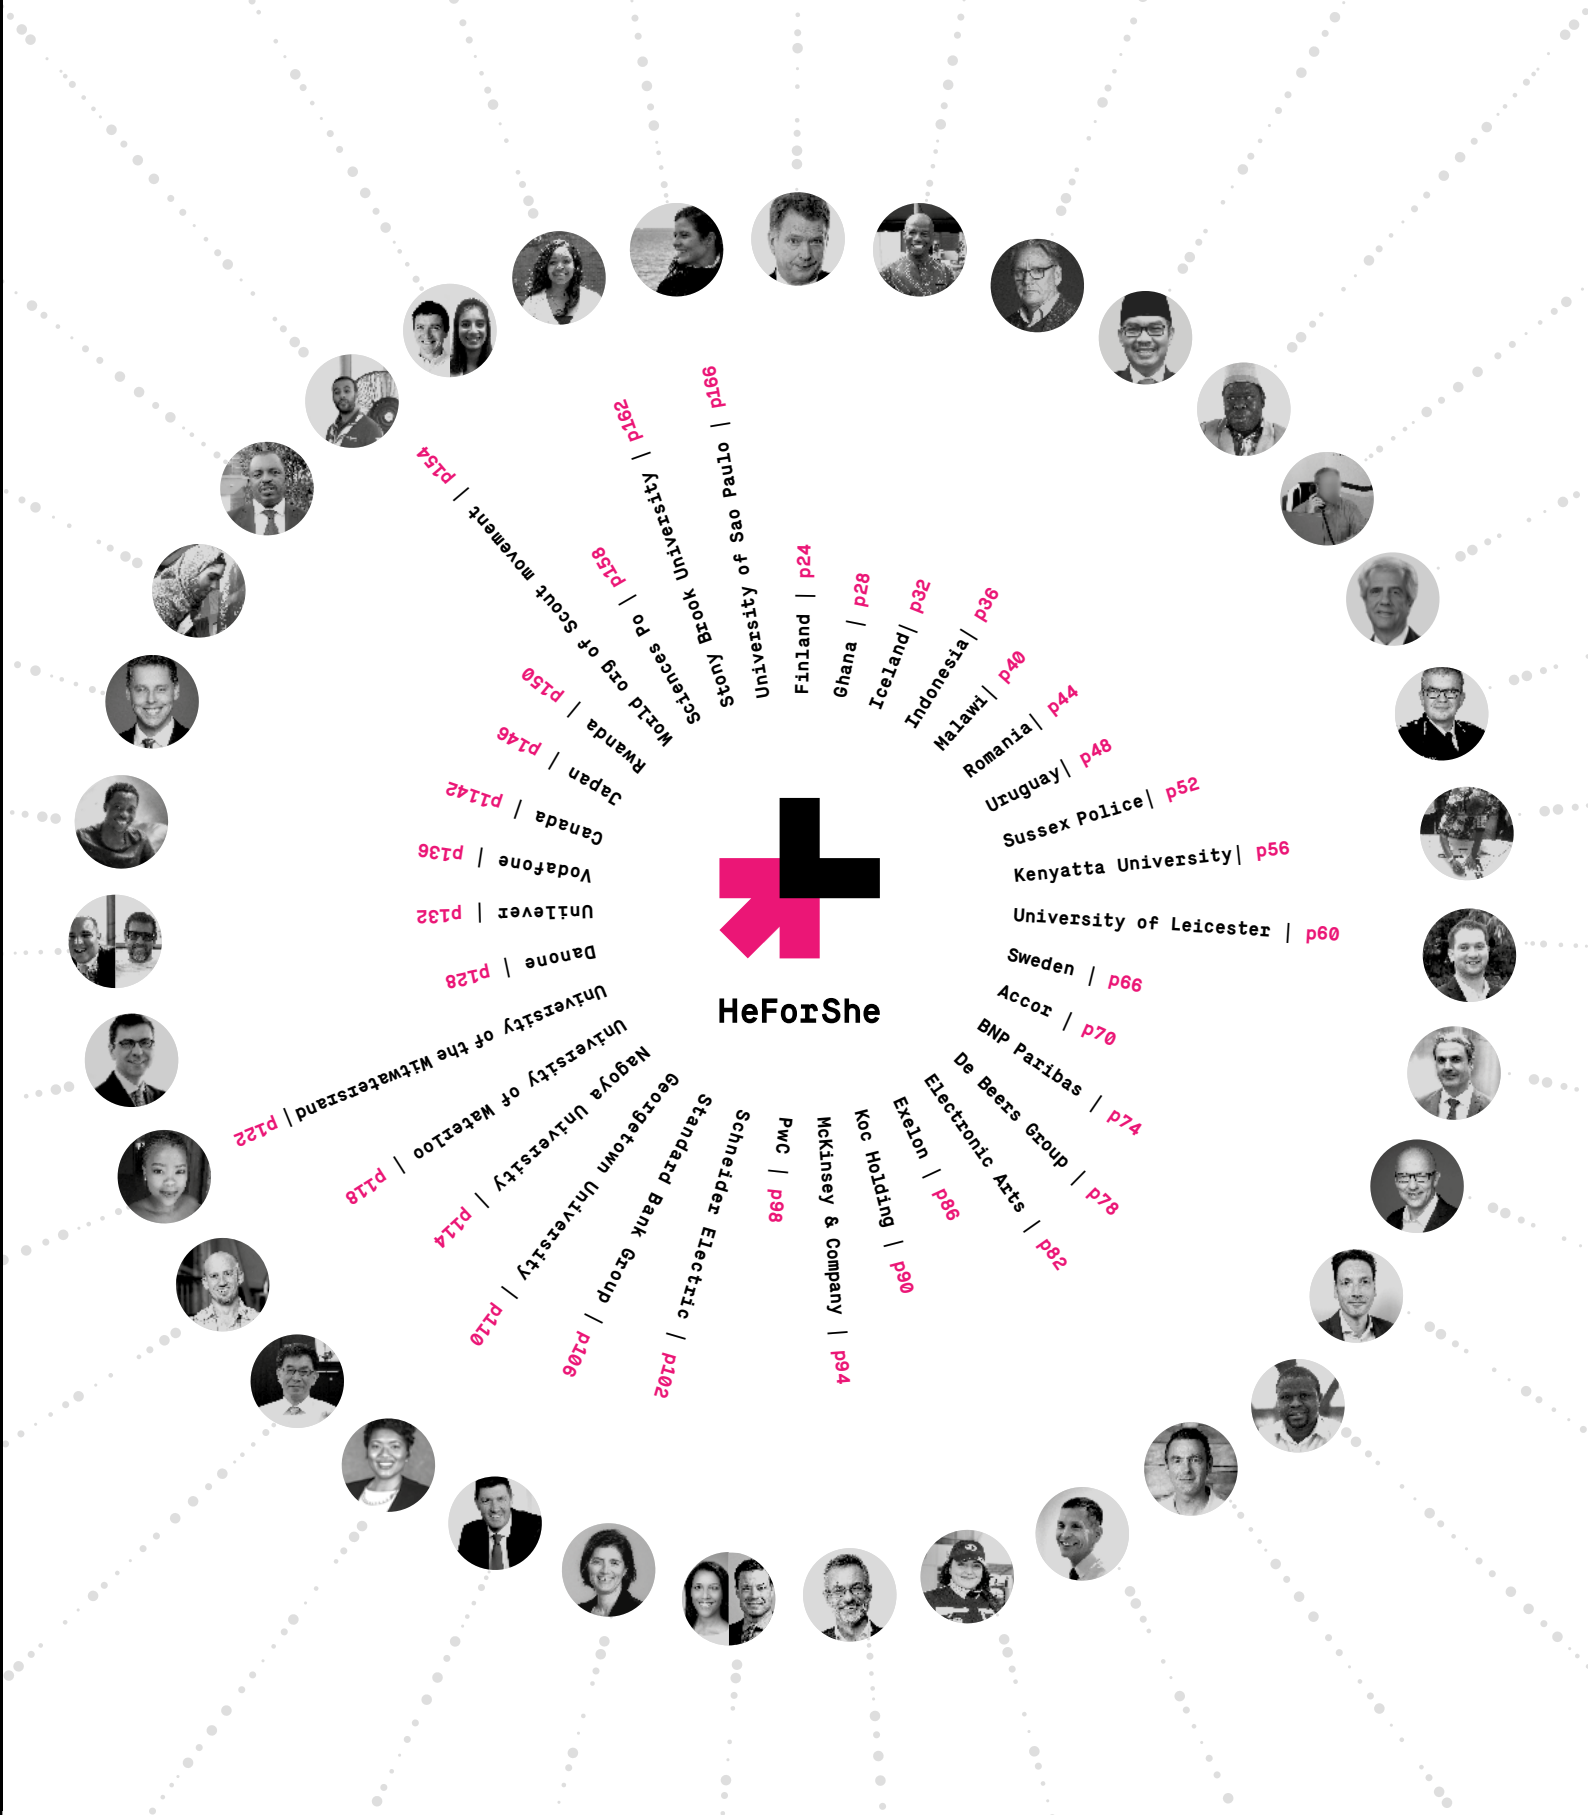 Finland | p24
Ghana | p28
Iceland| p32
Indonesia| p36
Malawi| p40
Romania| p44
Uruguay| p48
Sussex Police| p52
Kenyatta University| p56
University of Leicester | p60
Sweden | p66
Accor | p70
BNP Paribas | p74
De Beers Group | p78
Electronic Arts | p82
Exelon | p86
Koc Holding | p90
McKinsey & Company | p94
PwC | p98
Schneider Electric | p102
Standard Bank Group | p106
Georgetown University | p110
Nagoya University | p114
University of Waterloo | p118
University of the Witwatersrand| p122
Danone | p128
Unilever | p132
Vodafone | p136
Canada | p1142
Japan | p146
Rwanda | p150
World org of Scout movement | p154
Sciences Po | p158
Stony Brook University | p162
University of Sao Paulo | p166
HeForShe